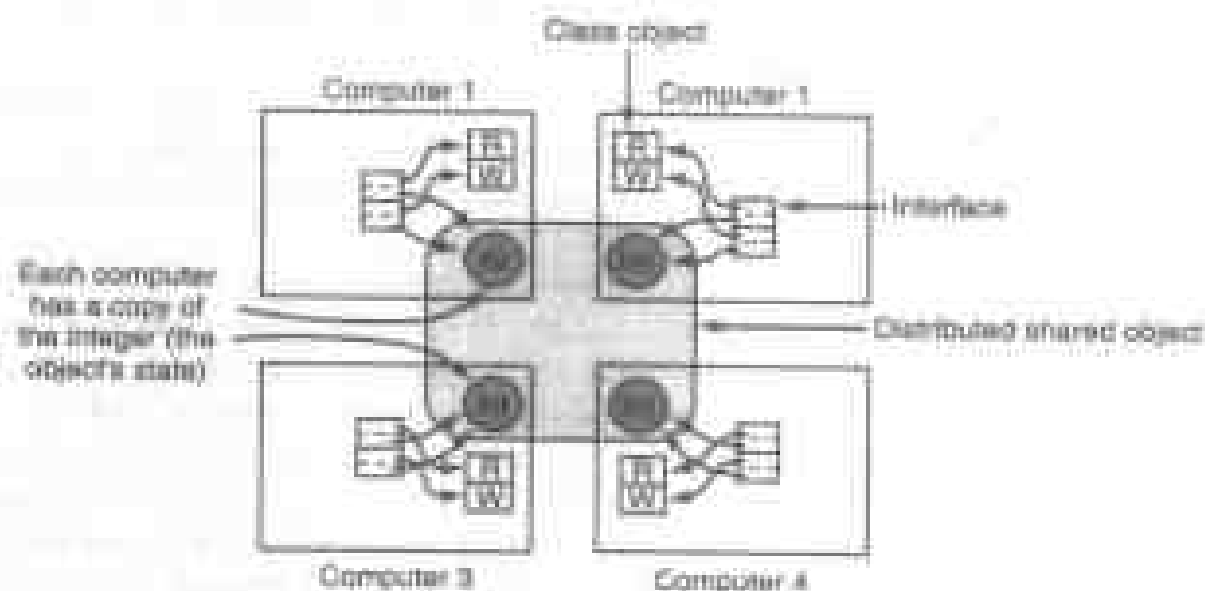 Class object
Computer 1
Computer 1
R
W
R
W
Interface
Each computer
has a copy of
the integer (the
object's state)
Distributed shared object
R
W
R
W
Computer 3
Computer 4